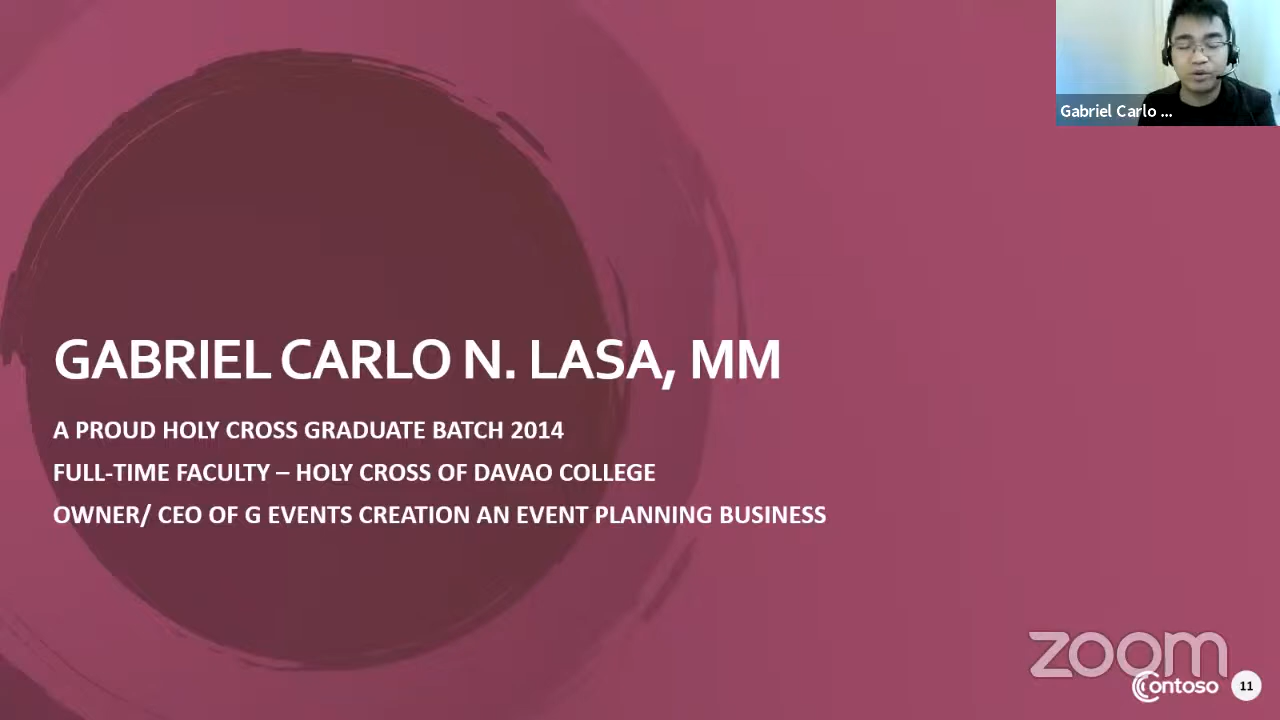 Gabriel Carlo ...
GABRIEL CARLO N. LASA, MM
A PROUD HOLY CROSS GRADUATE BATCH 2014
FULL-TIME FACULTY – HOLY CROSS OF DAVAO COLLEGE
OWNER/ CEO OF G EVENTS CREATION AN EVENT PLANNING BUSINESS
zoom
Contoso
11